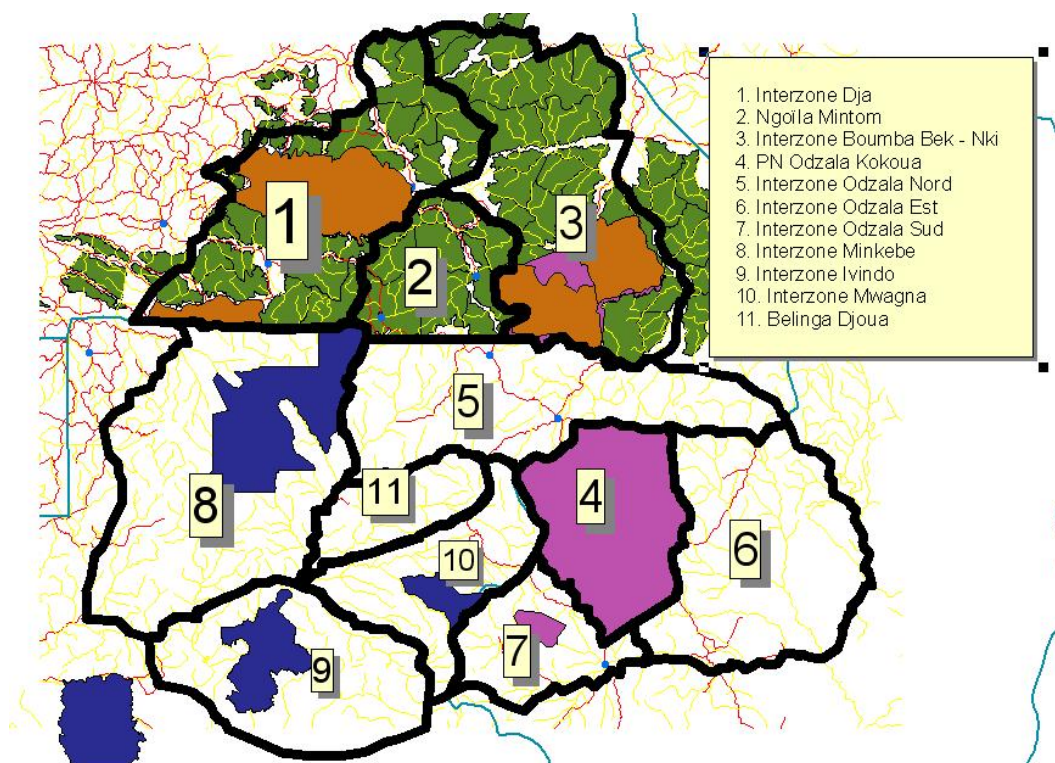 1. Interzone Dja
2. Ngoïla Mintom
3. Interzone Boumba Bek - Nki
4. PN Odzala Kokoua
5. Interzone Odzala Nord
6. Interzone Odzala Est
7. Interzone Odzala Sud
8. Interzone Minkebe
9. Interzone Ivindo
10. Interzone Mwagna
11. Belinga Djoua
1
3
2
5
11
4
8
6
10
7
9